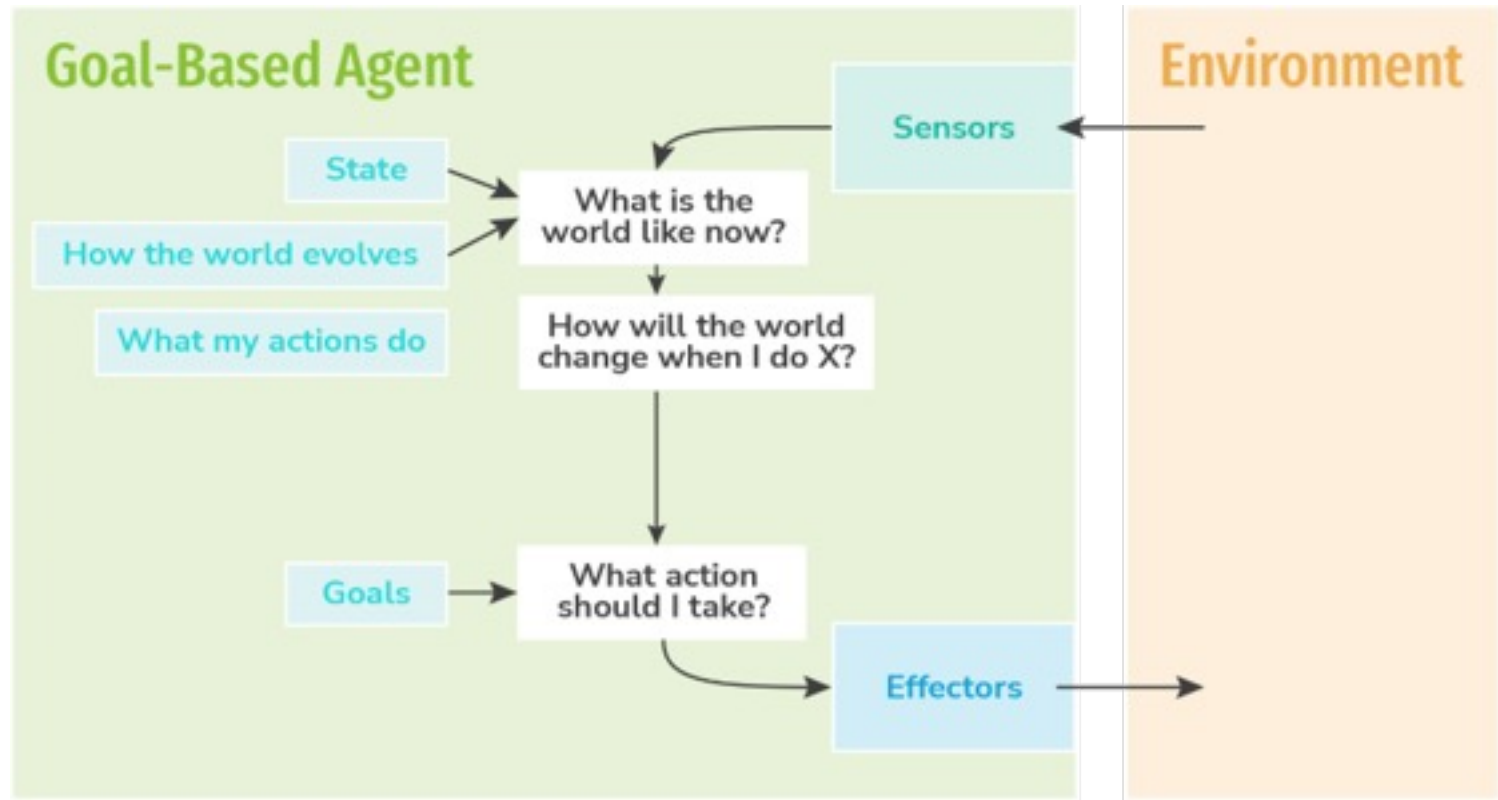 Goal-Based Agent
Environment
Sensors
State
What is the
world like now?
How the world evolves
How will the world
change when I do X?
What my actions do
Goals
What action
should I take?
Effectors